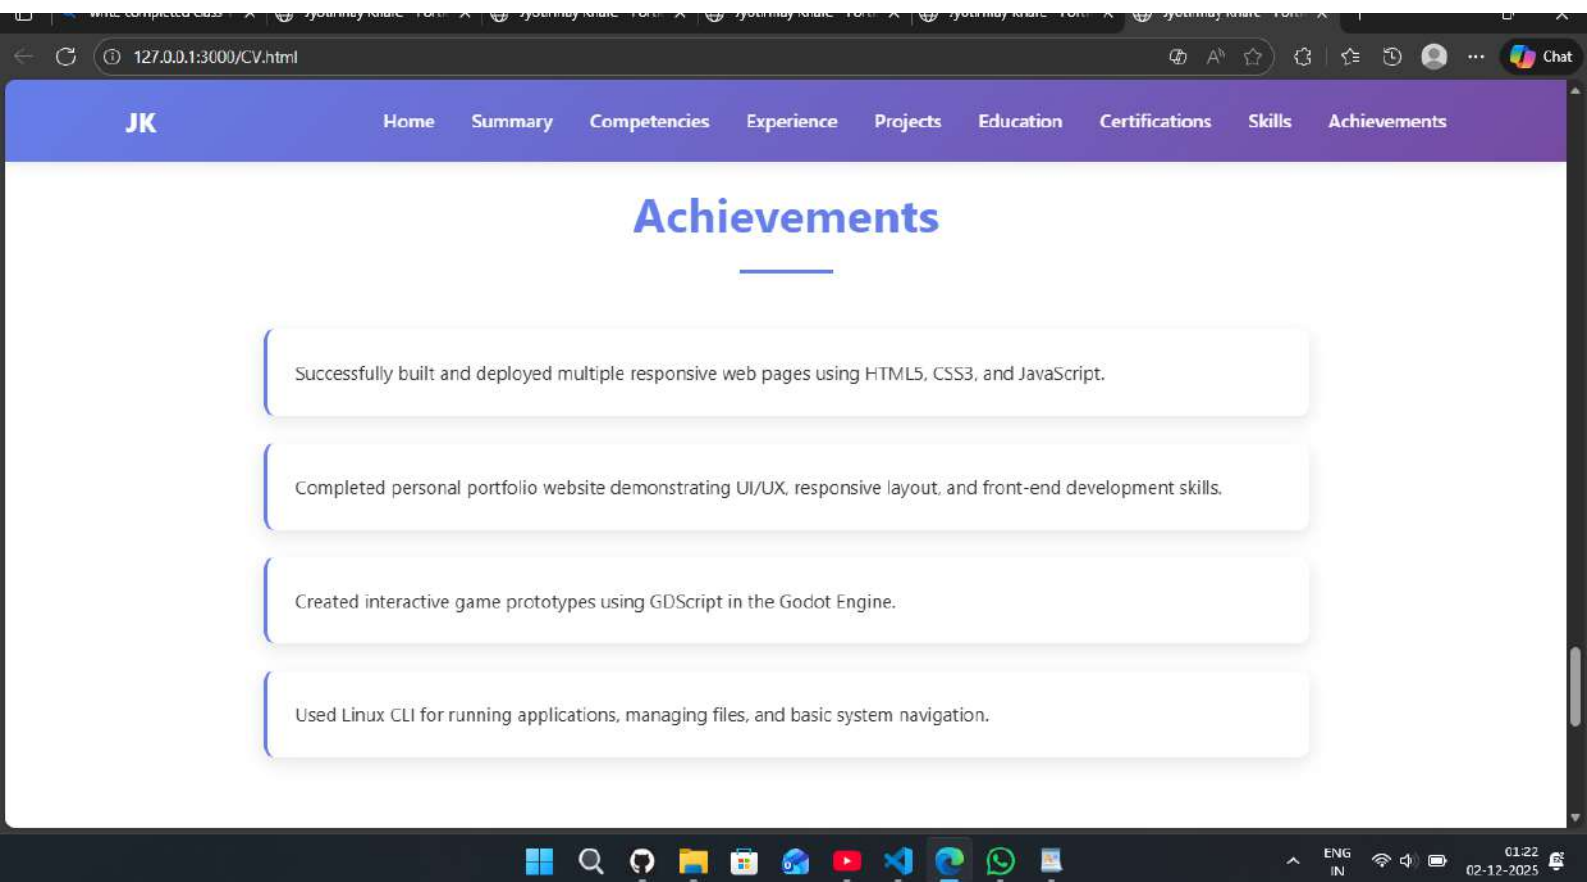 127.0.0.1:3000/CV.html
Chat
JK
Home Summary Competencies Experience Projects Education Certifications Skills Achievements
Achievements
Successfully built and deployed multiple responsive web pages using HTML5, CSS3, and JavaScript.
Completed personal portfolio website demonstrating UI/UX, responsive layout, and front-end development skills.
Created interactive game prototypes using GDScript in the Godot Engine.
Used Linux CLI for running applications, managing files, and basic system navigation.
ENG
IN
01:22
02-12-2025